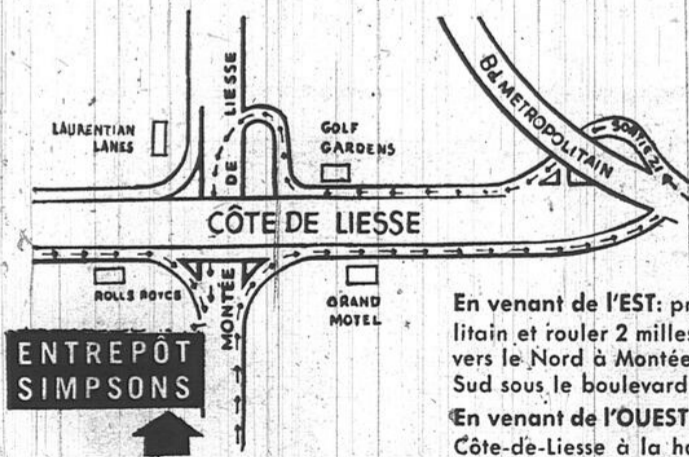 LAURENTIAN
LANES
MONTÉE DE LIESSE
GOLF
GARDENS
Bd. METROPOLITAIN
SORTIE 21
CÔTE DE LIESSE
ROLLS ROYCE
GRAND
MOTEL
ENTREPÔT
SIMPSONS
En venant de l'EST:
litain et rouler 2 milles
vers le Nord à Montée
Sud sous le boulevard
En venant de l'OUEST
Côte-de-Liesse à la